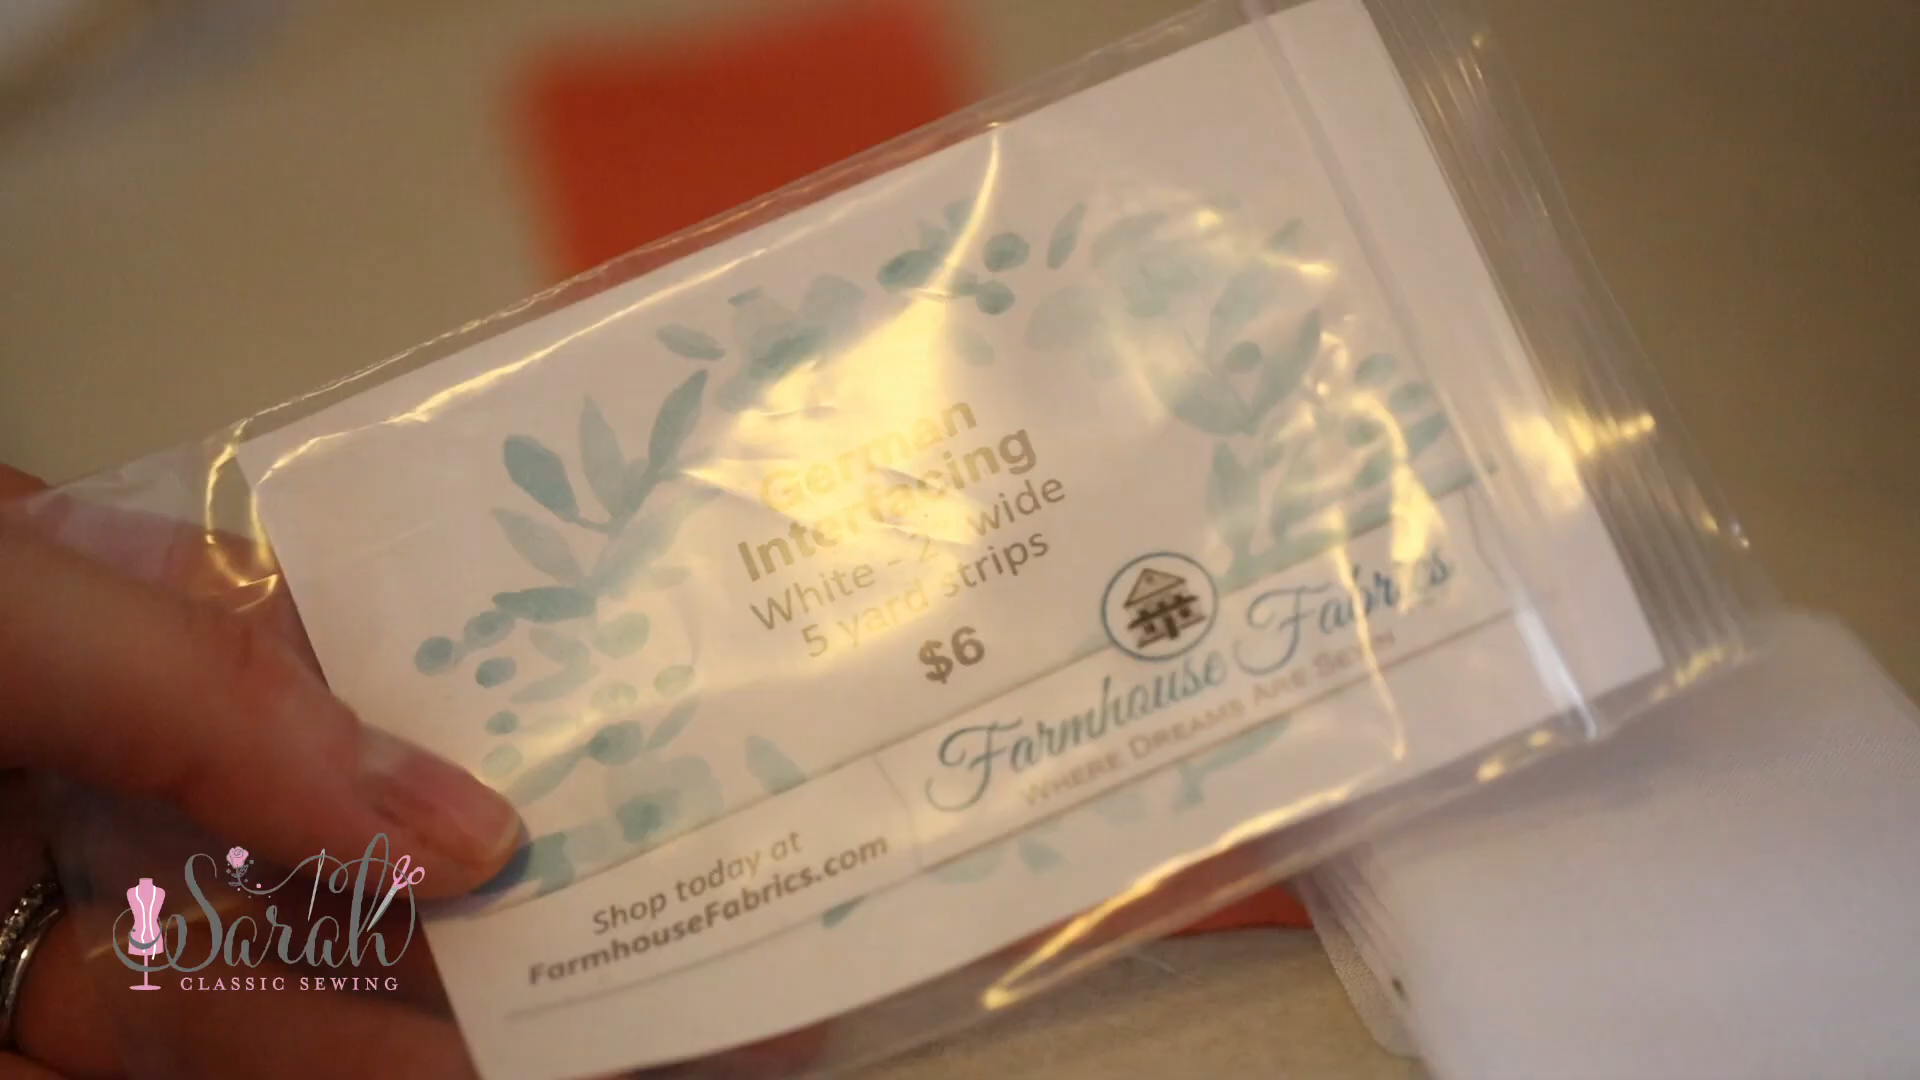 German
Interfacing
White - 2" wide
5 yard strips
$6
Farmhouse Fabrics
WHERE DREAMS ARE SEWN
Shop today at
FarmhouseFabrics.com
Sarah
CLASSIC SEWING